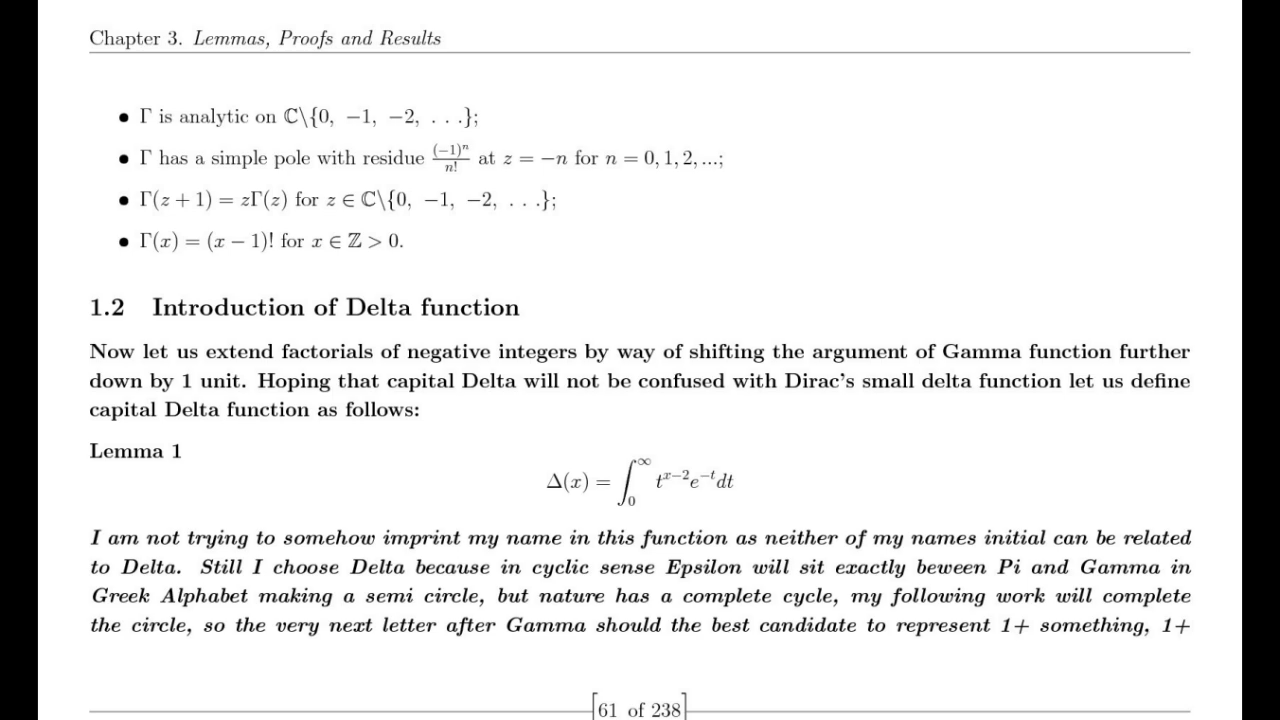 Chapter 3. Lemmas, Proofs and Results
• Γ is analytic on ℂ\{0, −1, −2, . . .};
• Γ has a simple pole with residue (−1)ⁿ/n! at z = −n for n = 0, 1, 2, ...;
• Γ(z + 1) = zΓ(z) for z ∈ ℂ\{0, −1, −2, . . .};
• Γ(x) = (x − 1)! for x ∈ ℤ > 0.
1.2 Introduction of Delta function
Now let us extend factorials of negative integers by way of shifting the argument of Gamma function further
down by 1 unit. Hoping that capital Delta will not be confused with Dirac's small delta function let us define
capital Delta function as follows:
Lemma 1
Δ(x) = ∫₀^∞ t^{x−2}e^{−t}dt
I am not trying to somehow imprint my name in this function as neither of my names initial can be related
to Delta. Still I choose Delta because in cyclic sense Epsilon will sit exactly beween Pi and Gamma in
Greek Alphabet making a semi circle, but nature has a complete cycle, my following work will complete
the circle, so the very next letter after Gamma should the best candidate to represent 1+ something, 1+
[61 of 238]